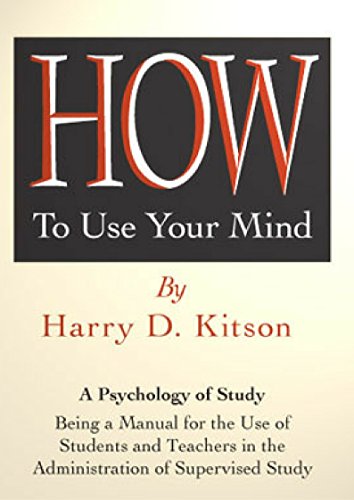 HOW
To Use Your Mind
By
Harry D. Kitson
A Psychology of Study
Being a Manual for the Use of
Students and Teachers in the
Administration of Supervised Study